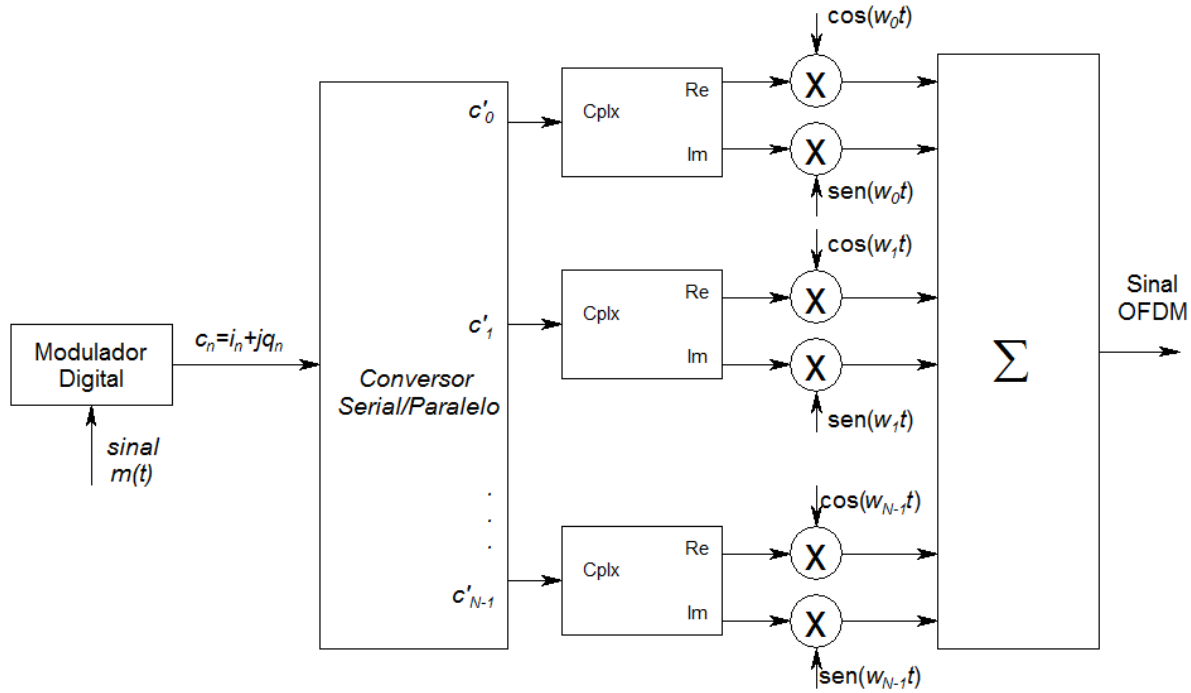 cos(w₀t)
X
c'₀
Cplx
Re
Im
X
sen(w₀t)
cos(w₁t)
X
c'₁
Cplx
Re
Im
X
sen(w₁t)
Modulador
Digital
sinal
m(t)
cₙ=iₙ+jqₙ
Conversor
Serial/Paralelo
.
.
.
c'N-1
cos(wN-1t)
X
Cplx
Re
Im
X
sen(wN-1t)
Σ
Sinal
OFDM